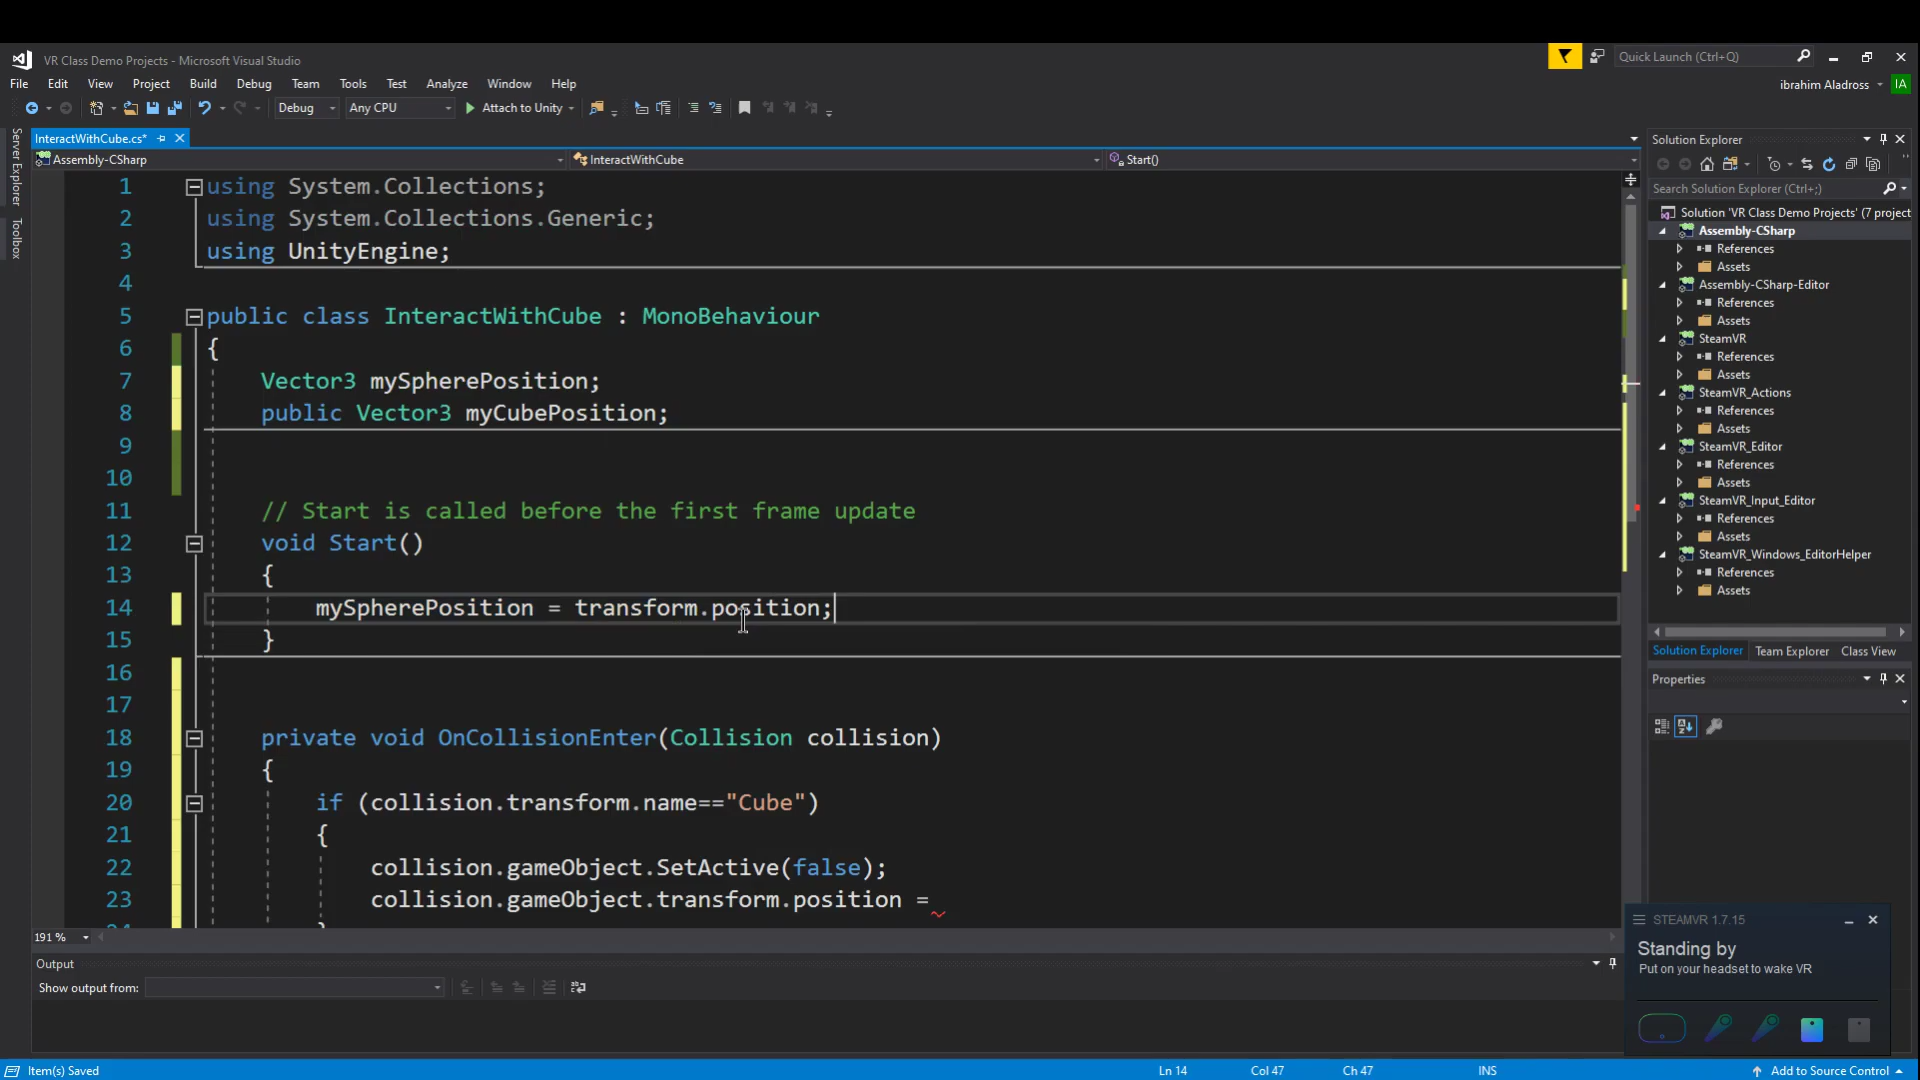 VR Class Demo Projects - Microsoft Visual Studio
Quick Launch (Ctrl+Q)
File Edit View Project Build Debug Team Tools Test Analyze Window Help
ibrahim Aladross IA
Debug Any CPU Attach to Unity
Server Explorer
Toolbox
InteractWithCube.cs*
Assembly-CSharp InteractWithCube Start()
1 using System.Collections;
2 using System.Collections.Generic;
3 using UnityEngine;
4
5 public class InteractWithCube : MonoBehaviour
6 {
7 Vector3 mySpherePosition;
8 public Vector3 myCubePosition;
9
10
11 // Start is called before the first frame update
12 void Start()
13 {
14 mySpherePosition = transform.position;
15 }
16
17
18 private void OnCollisionEnter(Collision collision)
19 {
20 if (collision.transform.name=="Cube")
21 {
22 collision.gameObject.SetActive(false);
23 collision.gameObject.transform.position =
191 %
Output
Show output from:
Solution Explorer
Search Solution Explorer (Ctrl+;)
Solution 'VR Class Demo Projects' (7 project
Assembly-CSharp
References
Assets
Assembly-CSharp-Editor
References
Assets
SteamVR
References
Assets
SteamVR_Actions
References
Assets
SteamVR_Editor
References
Assets
SteamVR_Input_Editor
References
Assets
SteamVR_Windows_EditorHelper
References
Assets
Solution Explorer Team Explorer Class View
Properties
STEAMVR 1.7.15
Standing by
Put on your headset to wake VR
Item(s) Saved Ln 14 Col 47 Ch 47 INS Add to Source Control